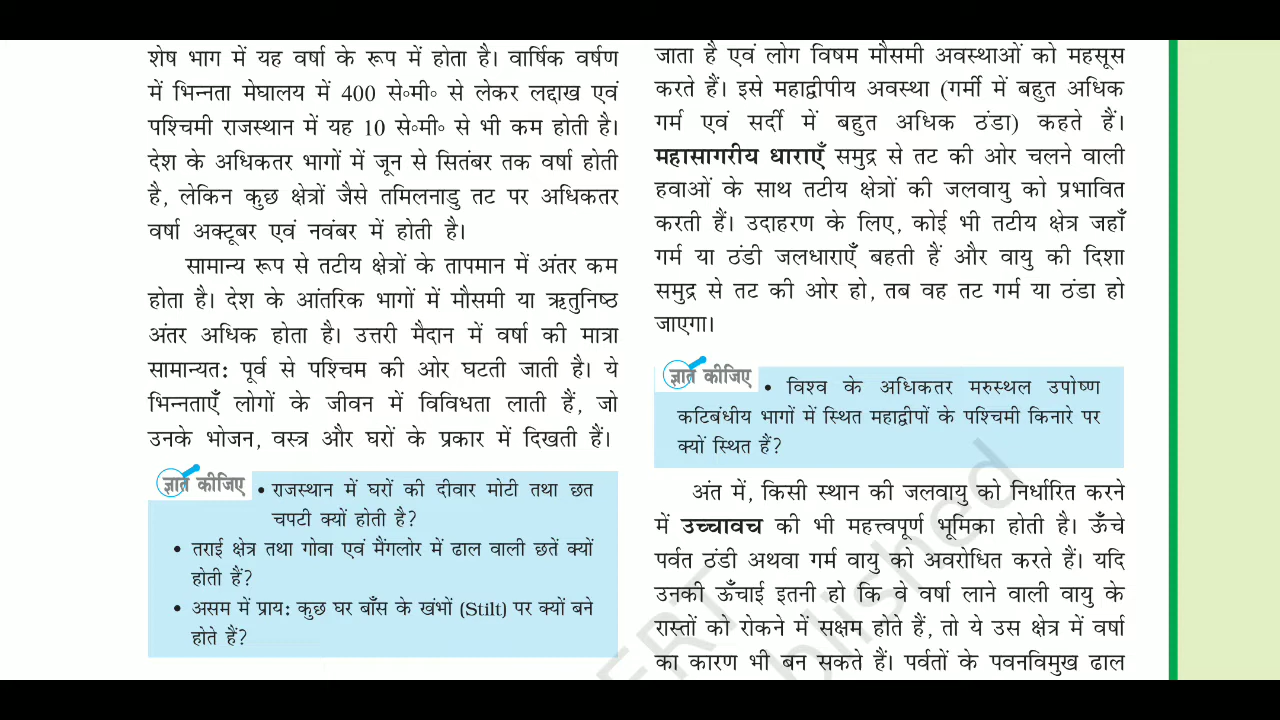 शेष भाग में यह वर्षा के रूप में होता है। वार्षिक वर्षण
में भिन्नता मेघालय में 400 से॰मी॰ से लेकर लद्दाख एवं
पश्चिमी राजस्थान में यह 10 से॰मी॰ से भी कम होती है।
देश के अधिकतर भागों में जून से सितंबर तक वर्षा होती
है, लेकिन कुछ क्षेत्रों जैसे तमिलनाडु तट पर अधिकतर
वर्षा अक्टूबर एवं नवंबर में होती है।
सामान्य रूप से तटीय क्षेत्रों के तापमान में अंतर कम
होता है। देश के आंतरिक भागों में मौसमी या ऋतुनिष्ठ
अंतर अधिक होता है। उत्तरी मैदान में वर्षा की मात्रा
सामान्यत: पूर्व से पश्चिम की ओर घटती जाती है। ये
भिन्नताएँ लोगों के जीवन में विविधता लाती हैं, जो
उनके भोजन, वस्त्र और घरों के प्रकार में दिखती हैं।
ज्ञात कीजिए
• राजस्थान में घरों की दीवार मोटी तथा छत
चपटी क्यों होती है?
• तराई क्षेत्र तथा गोवा एवं मैंगलोर में ढाल वाली छतें क्यों
होती हैं?
• असम में प्राय: कुछ घर बाँस के खंभों (Stilt) पर क्यों बने
होते हैं?
जाता है एवं लोग विषम मौसमी अवस्थाओं को महसूस
करते हैं। इसे महाद्वीपीय अवस्था (गर्मी में बहुत अधिक
गर्म एवं सर्दी में बहुत अधिक ठंडा) कहते हैं।
महासागरीय धाराएँ समुद्र से तट की ओर चलने वाली
हवाओं के साथ तटीय क्षेत्रों की जलवायु को प्रभावित
करती हैं। उदाहरण के लिए, कोई भी तटीय क्षेत्र जहाँ
गर्म या ठंडी जलधाराएँ बहती हैं और वायु की दिशा
समुद्र से तट की ओर हो, तब वह तट गर्म या ठंडा हो
जाएगा।
ज्ञात कीजिए
• विश्व के अधिकतर मरुस्थल उपोष्ण
कटिबंधीय भागों में स्थित महाद्वीपों के पश्चिमी किनारे पर
क्यों स्थित हैं?
अंत में, किसी स्थान की जलवायु को निर्धारित करने
में उच्चावच की भी महत्त्वपूर्ण भूमिका होती है। ऊँचे
पर्वत ठंडी अथवा गर्म वायु को अवरोधित करते हैं। यदि
उनकी ऊँचाई इतनी हो कि वे वर्षा लाने वाली वायु के
रास्तों को रोकने में सक्षम होते हैं, तो ये उस क्षेत्र में वर्षा
का कारण भी बन सकते हैं। पर्वतों के पवनविमुख ढाल